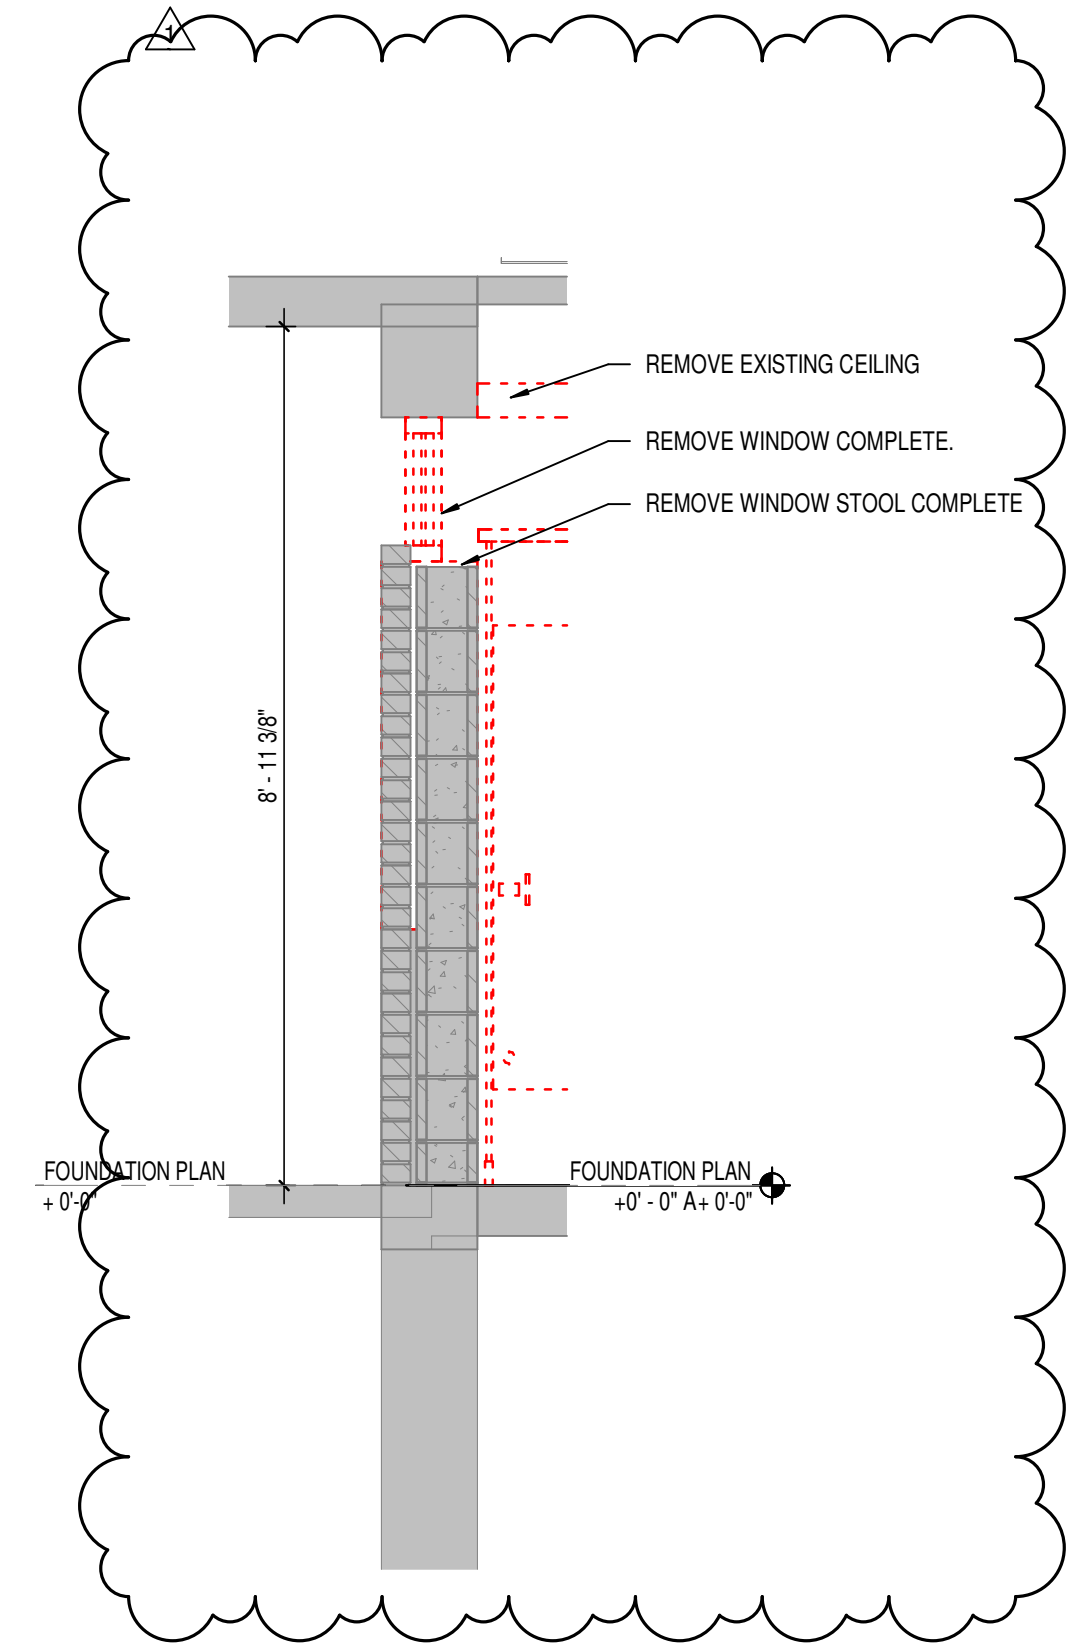 1
REMOVE EXISTING CEILING
REMOVE WINDOW COMPLETE.
REMOVE WINDOW STOOL COMPLETE
8' - 11 3/8"
FOUNDATION PLAN
+ 0'-0"
FOUNDATION PLAN
+0' - 0" A+ 0'-0"